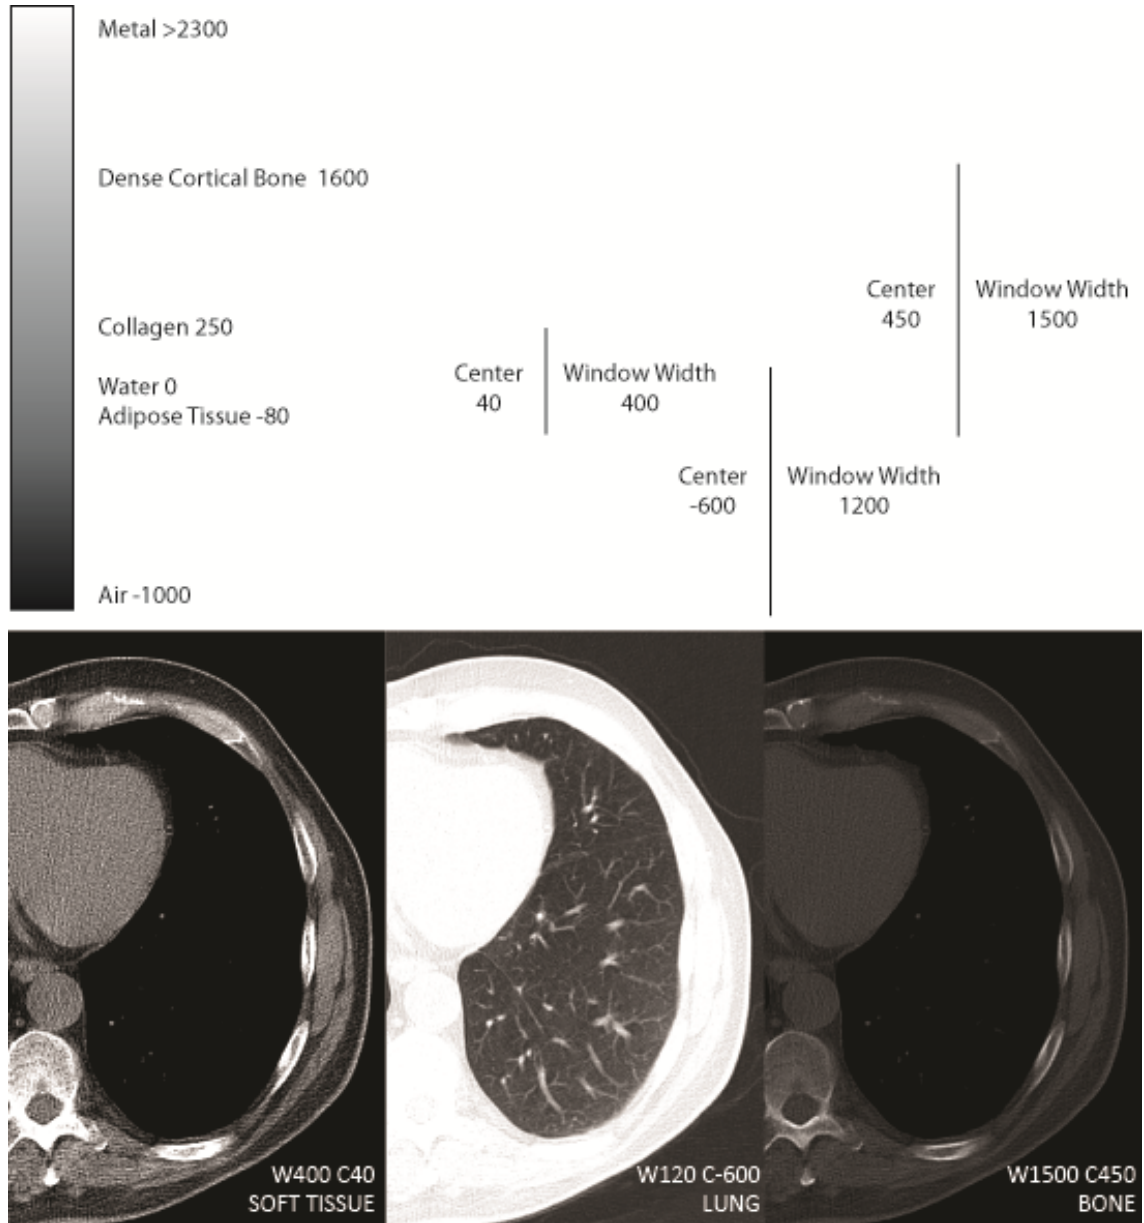 Metal >2300
Dense Cortical Bone 1600
Center
450
Window Width
1500
Collagen 250
Water 0
Adipose Tissue -80
Center
40
Window Width
400
Center
-600
Window Width
1200
Air -1000
W400 C40
SOFT TISSUE
W120 C-600
LUNG
W1500 C450
BONE